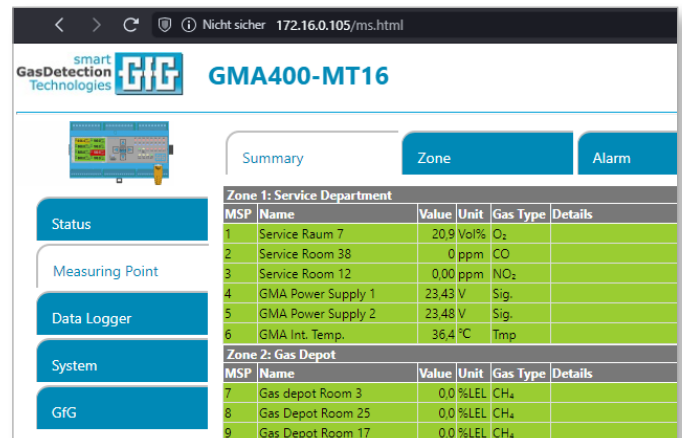 Nicht sicher 172.16.0.105/ms.html
smart
GasDetection
Technologies
GfG
GMA400-MT16
Summary Zone Alarm
Status
Measuring Point
Data Logger
System
GfG
Zone 1: Service Department
MSP Name Value Unit Gas Type Details
1 Service Raum 7 20,9 Vol% O₂
2 Service Room 38 0 ppm CO
3 Service Room 12 0,00 ppm NO₂
4 GMA Power Supply 1 23,43 V Sig.
5 GMA Power Supply 2 23,48 V Sig.
6 GMA Int. Temp. 36,4 °C Tmp
Zone 2: Gas Depot
MSP Name Value Unit Gas Type Details
7 Gas depot Room 3 0,0 %LEL CH₄
8 Gas Depot Room 25 0,0 %LEL CH₄
9 Gas Depot Room 17 0,0 %LEL CH₄